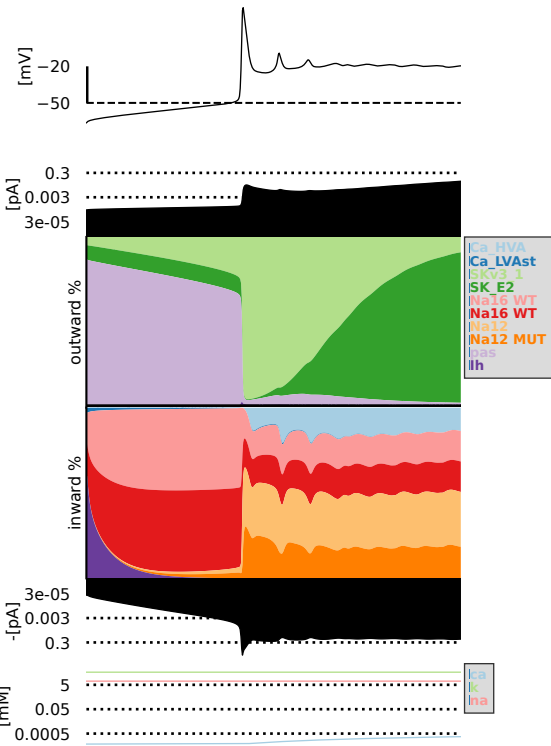 [mV]
−20
−50
[pA]
0.3
0.003
3e-05
outward %
Ca_HVA
Ca_LVAst
SKv3_1
SK_E2
Na16 WT
Na16 WT
Na12
Na12 MUT
pas
Ih
inward %
-[pA]
3e-05
0.003
0.3
[mM]
5
0.05
0.0005
ca
k
na